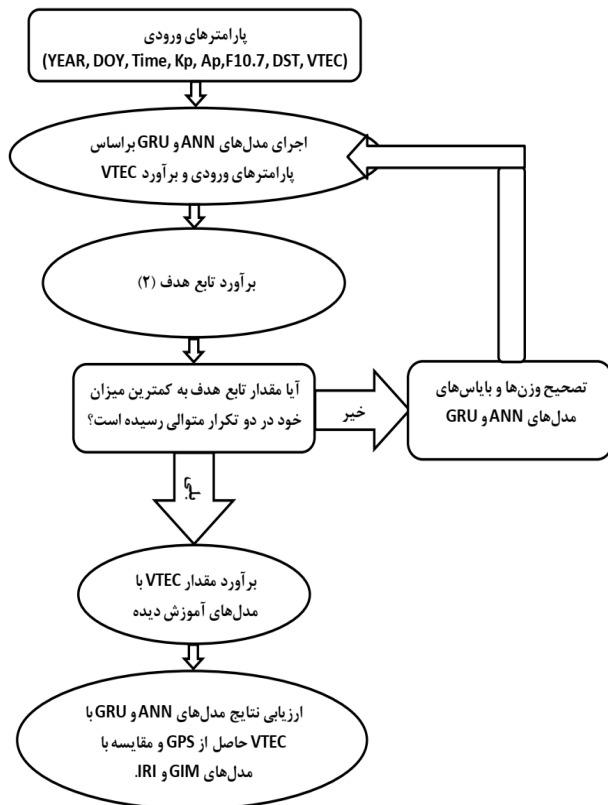 پارامترهای ورودی
(YEAR, DOY, Time, Kp, Ap,F10.7, DST, VTEC)
اجرای مدل‌های ANN و GRU براساس
پارامترهای ورودی و برآورد VTEC
برآورد تابع هدف (۲)
آیا مقدار تابع هدف به کمترین میزان
خود در دو تکرار متوالی رسیده است؟
خیر
تصحیح وزن‌ها و بایاس‌های
مدل‌های ANN و GRU
بلی
برآورد مقدار VTEC با
مدل‌های آموزش دیده
ارزیابی نتایج مدل‌های ANN و GRU با
VTEC حاصل از GPS و مقایسه با
مدل‌های GIM و IRI.